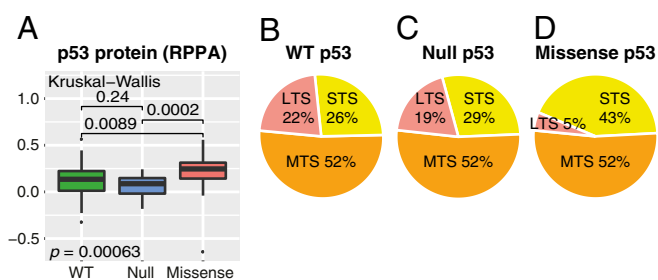 A
p53 protein (RPPA)
Kruskal-Wallis
0.24
0.0002
0.0089
1.0
0.5
0.0
−0.5
p = 0.00063
WT Null Missense
B
WT p53
LTS 22%
STS 26%
MTS 52%
C
Null p53
LTS 19%
STS 29%
MTS 52%
D
Missense p53
LTS 5%
STS 43%
MTS 52%